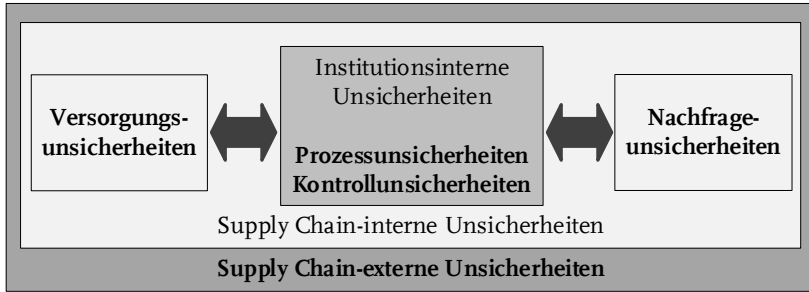 Versorgungs-
unsicherheiten
Institutionsinterne
Unsicherheiten
Prozessunsicherheiten
Kontrollunsicherheiten
Nachfrage-
unsicherheiten
Supply Chain-interne Unsicherheiten
Supply Chain-externe Unsicherheiten